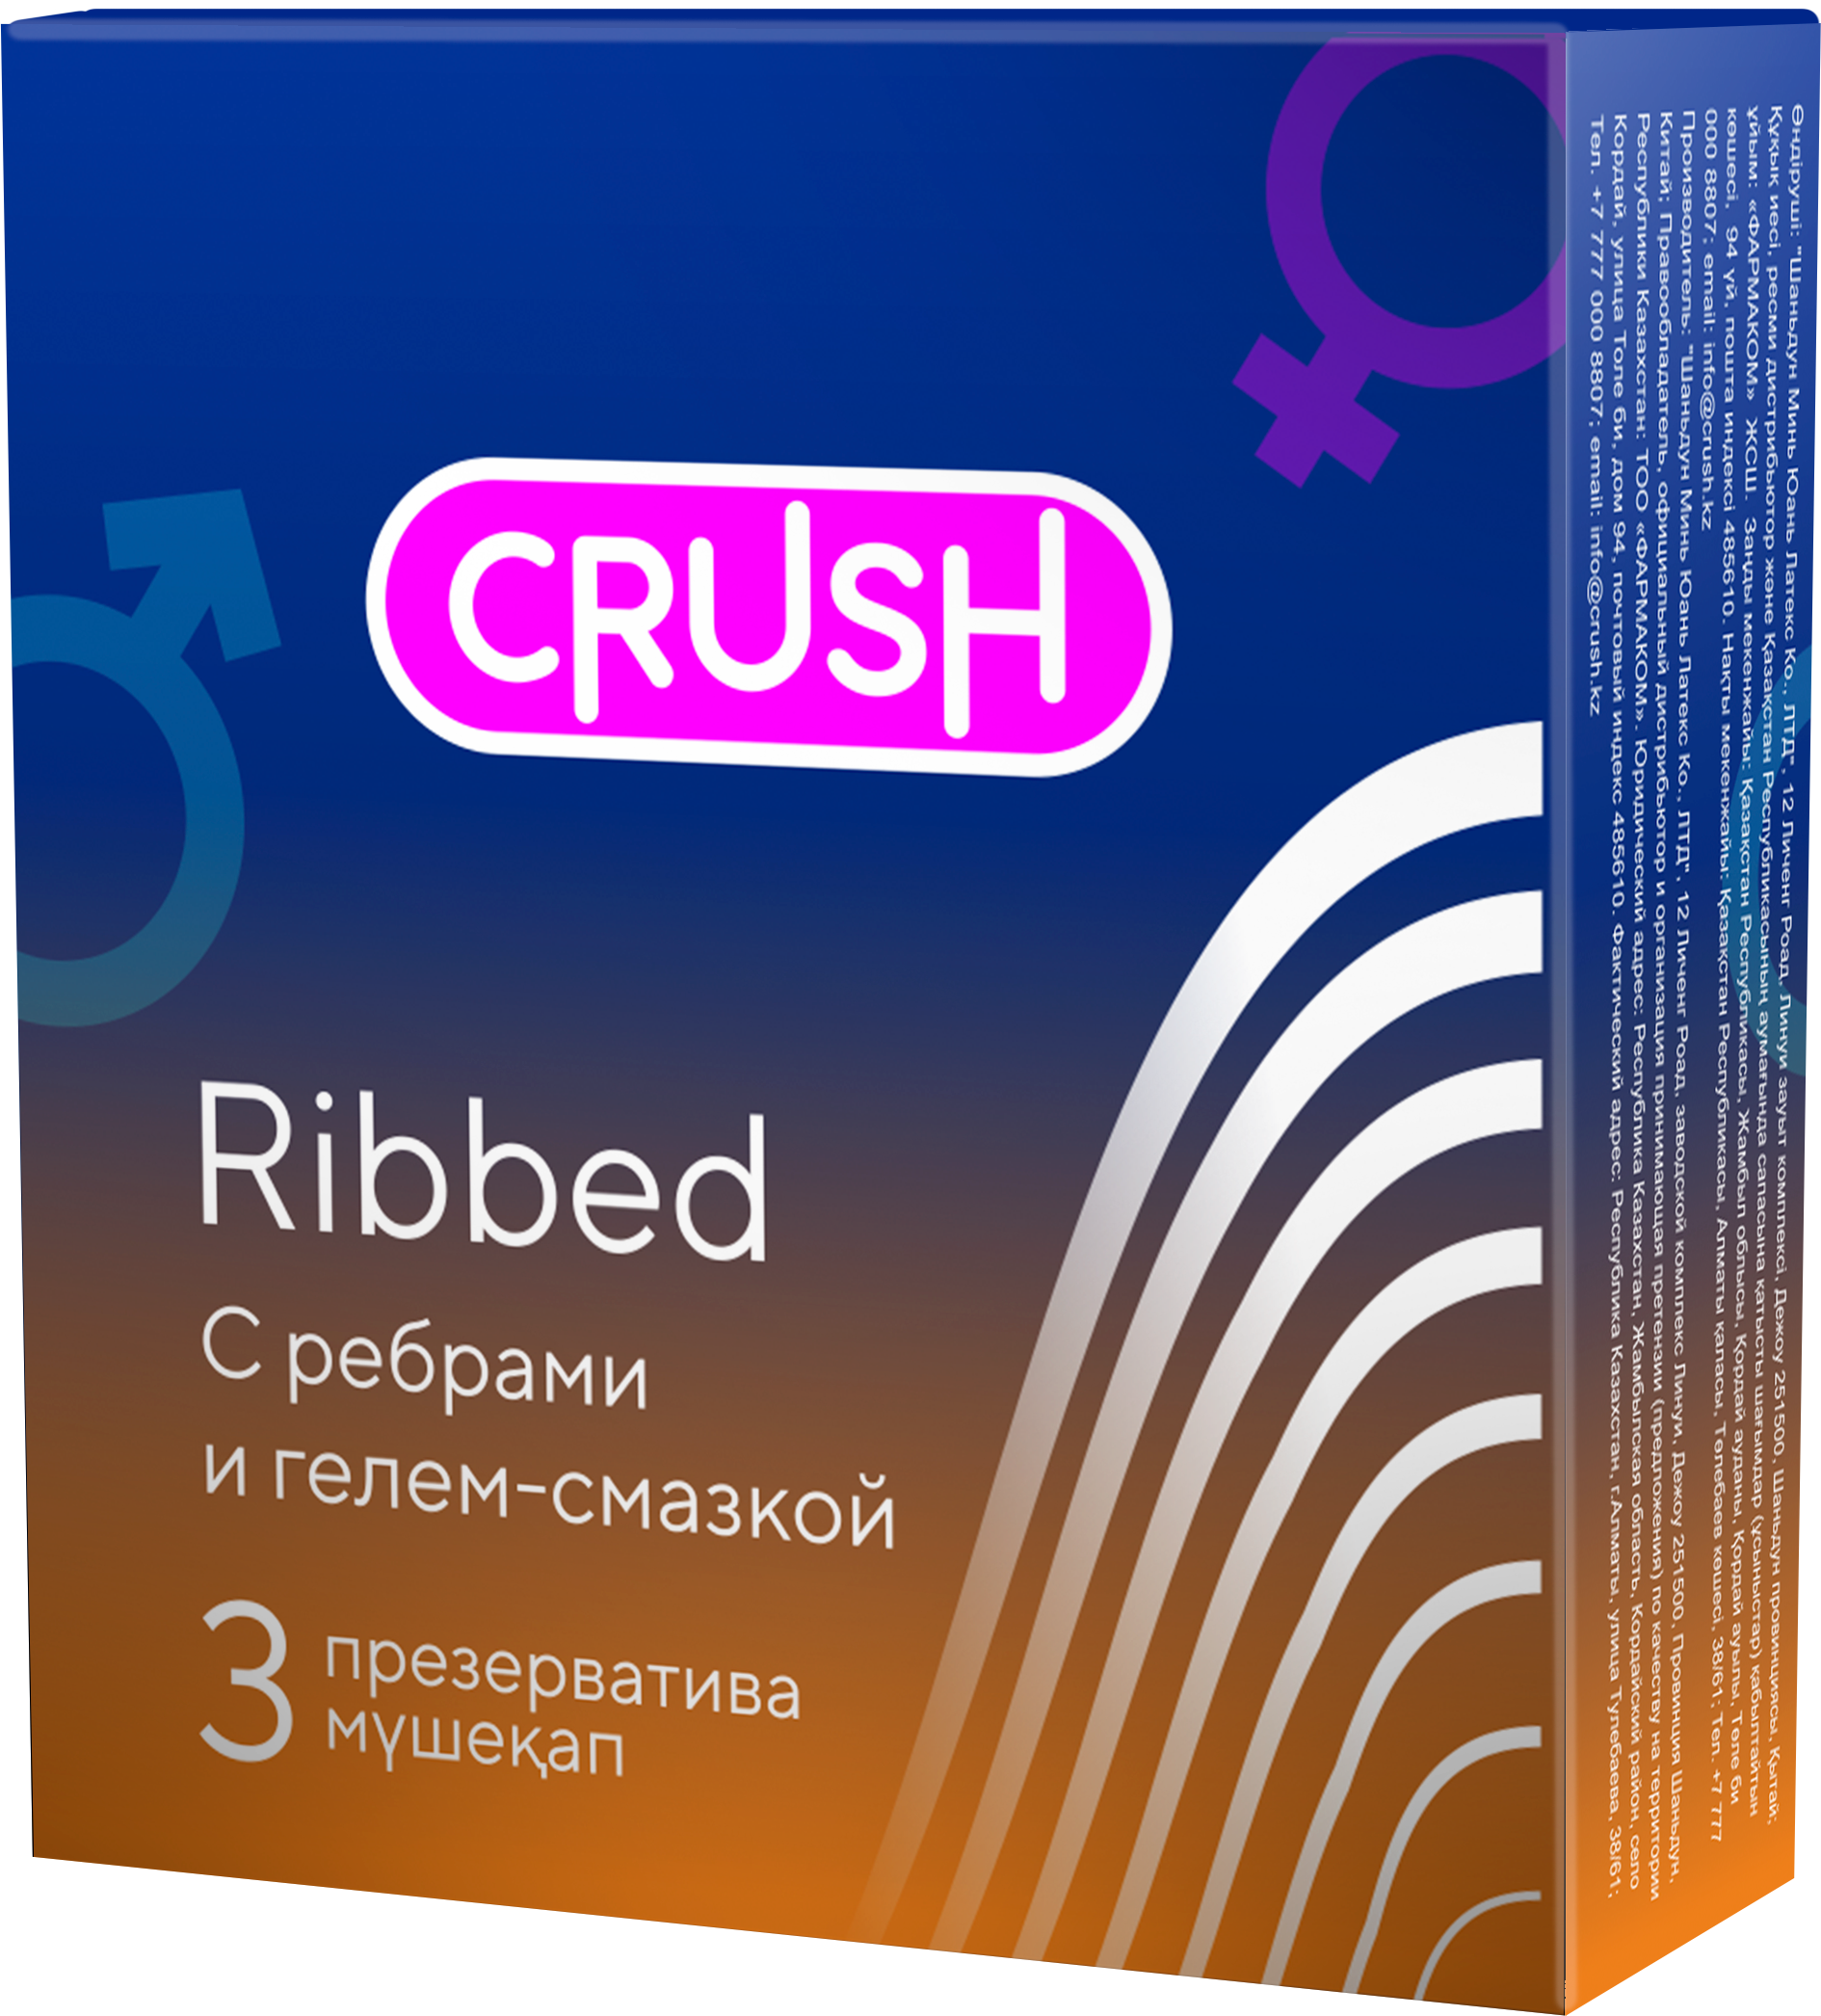 CRUSH
Ribbed
С ребрами
и гелем-смазкой
3 презерватива
мүшеқап
Өндіруші: "Шаньдун Минь Юань Латекс Ко., ЛТД", 12 Личенг Роад, Линуи зауыт комплексі, Дежоу 251500, Шаньдун провинциясы, Қытай;
Құқық иесі, ресми дистрибьютор және Қазақстан Республикасының аумағында сапасына қатысты шағымдар (ұсыныстар) қабылтайтын
ұйым: «ФАРМАКОМ» ЖСШ. Заңды мекенжайы: Қазақстан Республикасы, Жамбыл облысы, Қордай ауданы, Қордай ауылы, Төле би
көшесі, 94 үй, пошта индексі 485610. Нақты мекенжайы: Қазақстан Республикасы, Алматы қаласы, Төлебаев көшесі, 38/61; Тел. +7 777
000 8807; email: info@crush.kz
Производитель: "Шаньдун Минь Юань Латекс Ко., ЛТД", 12 Личенг Роад, заводской комплекс Линуи, Дежоу 251500, Провинция Шаньдун,
Китай; Правообладатель, официальный дистрибьютор и организация принимающая претензии (предложения) по качеству на территории
Республики Казахстан: ТОО «ФАРМАКОМ». Юридический адрес: Республика Казахстан, Жамбылская область, Кордайский район, село
Кордай, улица Толе би, дом 94, почтовый индекс 485610. Фактический адрес: Республика Казахстан, г.Алматы, улица Тулебаева, 38/61;
Тел. +7 777 000 8807; email: info@crush.kz